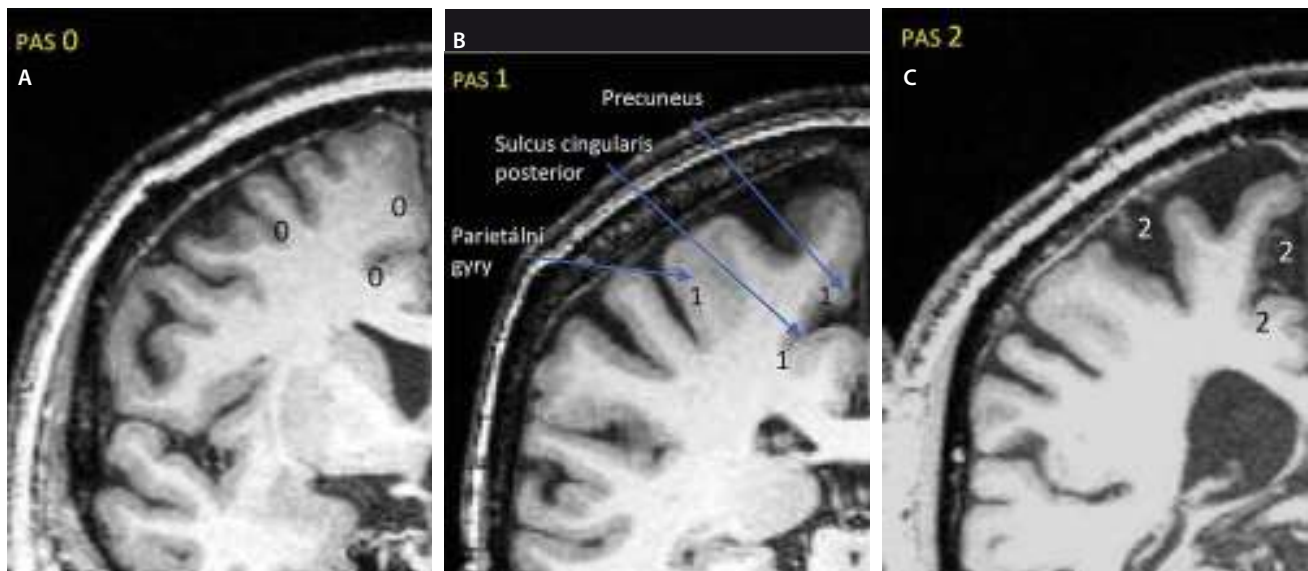 PAS 0
A
0
0
0
B
PAS 1
Precuneus
Sulcus cingularis
posterior
Parietální
gyry
1
1
1
PAS 2
C
2
2
2